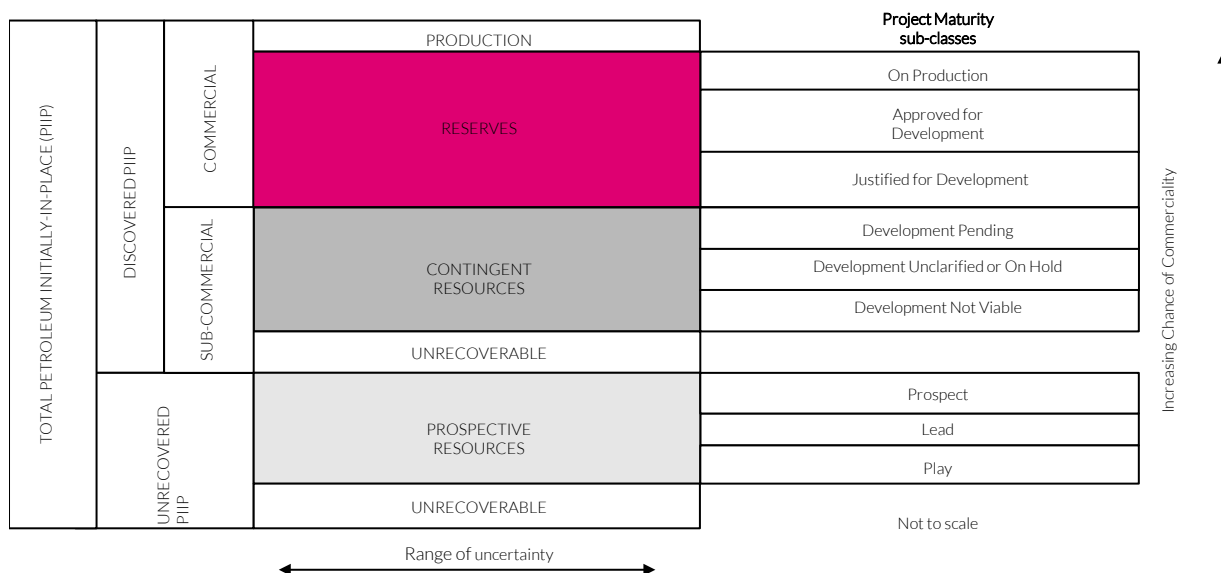 Project Maturity
sub-classes
TOTAL PETROLEUM INITIALLY-IN-PLACE (PIIP)
DISCOVERED PIIP
COMMERCIAL
PRODUCTION
RESERVES
On Production
Approved for
Development
Justified for Development
SUB-COMMERCIAL
CONTINGENT
RESOURCES
Development Pending
Development Unclarified or On Hold
Development Not Viable
UNRECOVERABLE
UNRECOVERED
PIIP
PROSPECTIVE
RESOURCES
Prospect
Lead
Play
UNRECOVERABLE
Increasing Chance of Commerciality
Not to scale
Range of uncertainty